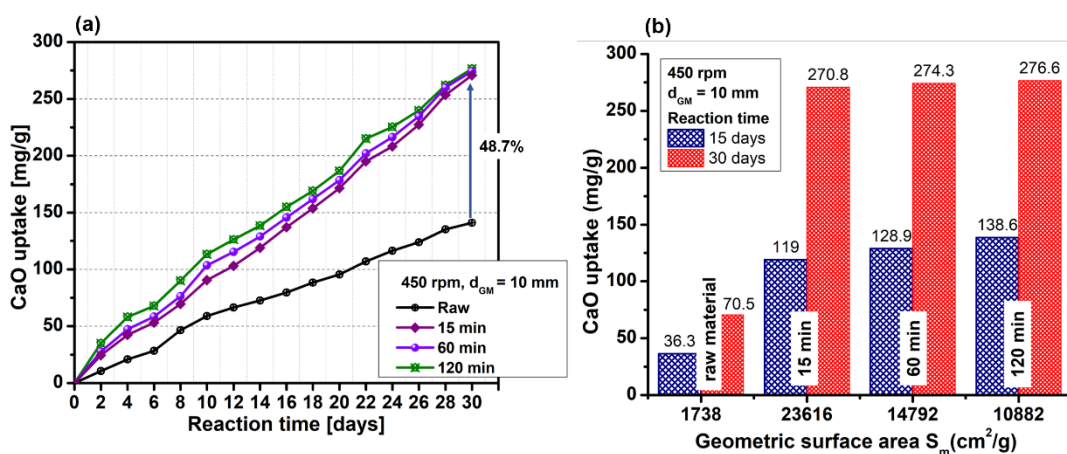 (a)
300
250
200
150
100
50
0
CaO uptake [mg/g]
48.7%
450 rpm, d_GM = 10 mm
Raw
15 min
60 min
120 min
0 2 4 6 8 10 12 14 16 18 20 22 24 26 28 30
Reaction time [days]
(b)
300
250
200
150
100
50
0
CaO uptake (mg/g)
450 rpm
d_GM = 10 mm
Reaction time
15 days
30 days
270.8
274.3
276.6
119
128.9
138.6
36.3
70.5
raw material
15 min
60 min
120 min
1738 23616 14792 10882
Geometric surface area S_m(cm²/g)